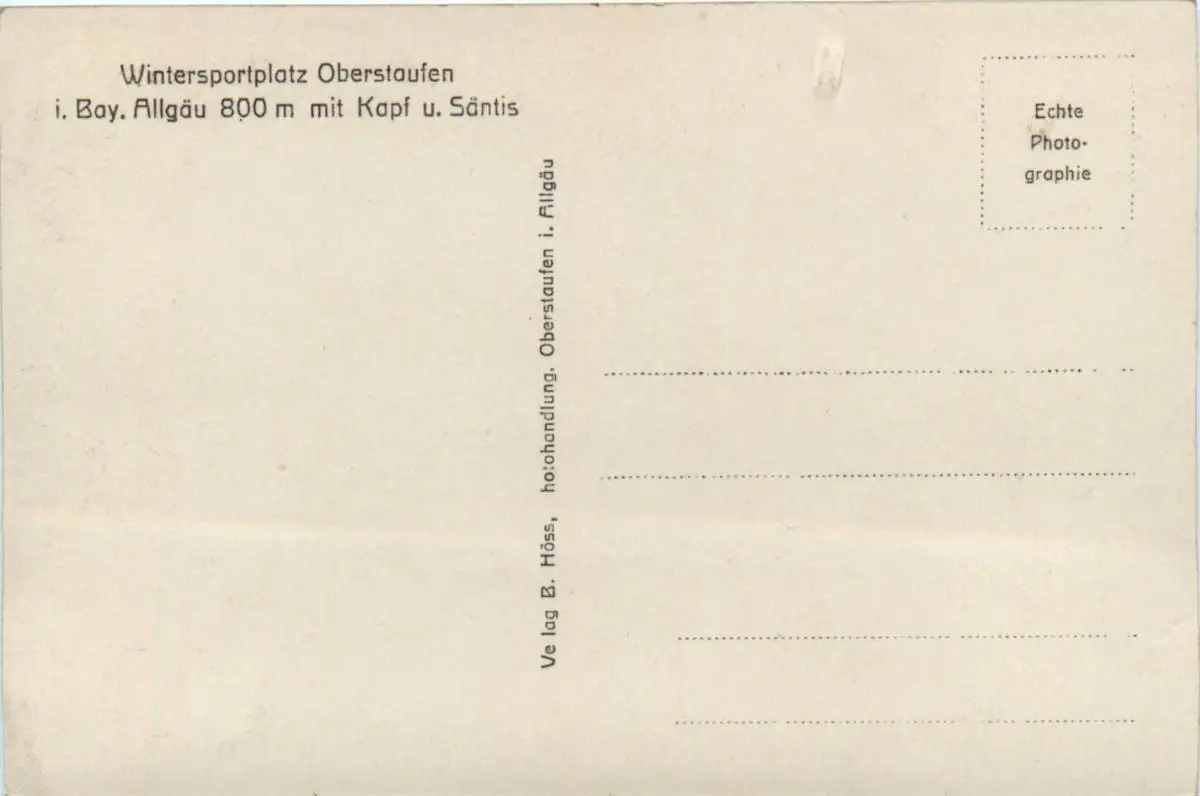 Wintersportplatz Oberstaufen
i. Bay. Allgäu 800 m mit Kapf u. Säntis
Echte
Photo-
graphie
Ve lag B. Höss, hotohandlung, Oberstaufen i. Allgäu